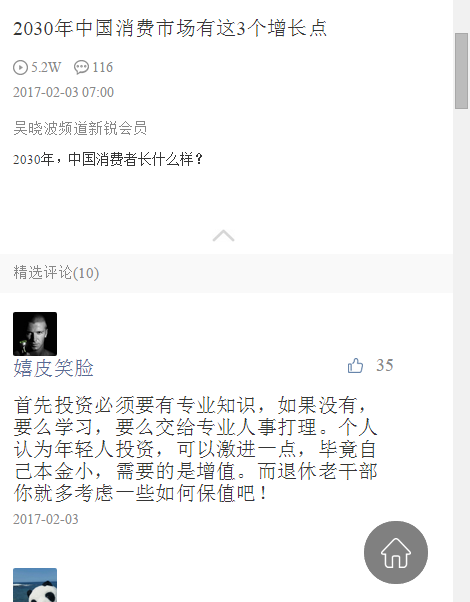 2030年中国消费市场有这3个增长点
5.2W 116
2017-02-03 07:00
吴晓波频道新锐会员
2030年，中国消费者长什么样？
精选评论(10)
嬉皮笑脸 35
首先投资必须要有专业知识，如果没有，
要么学习，要么交给专业人事打理。个人
认为年轻人投资，可以激进一点，毕竟自
己本金小，需要的是增值。而退休老干部
你就多考虑一些如何保值吧！
2017-02-03